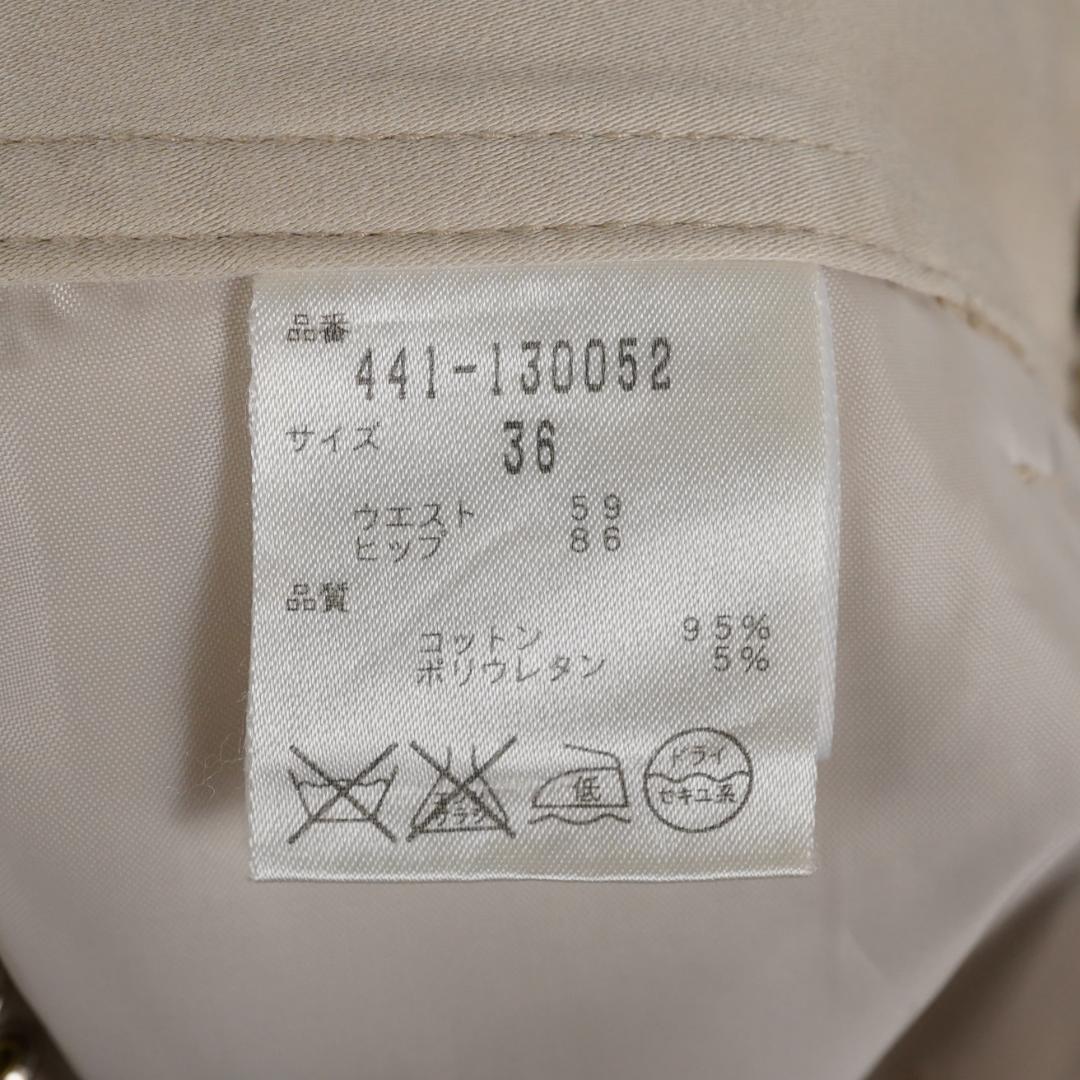 品番
441-130052
サイズ 36
ウエスト 59
ヒップ 86
品質
コットン 95%
ポリウレタン 5%
低
ドライ
セキユ系